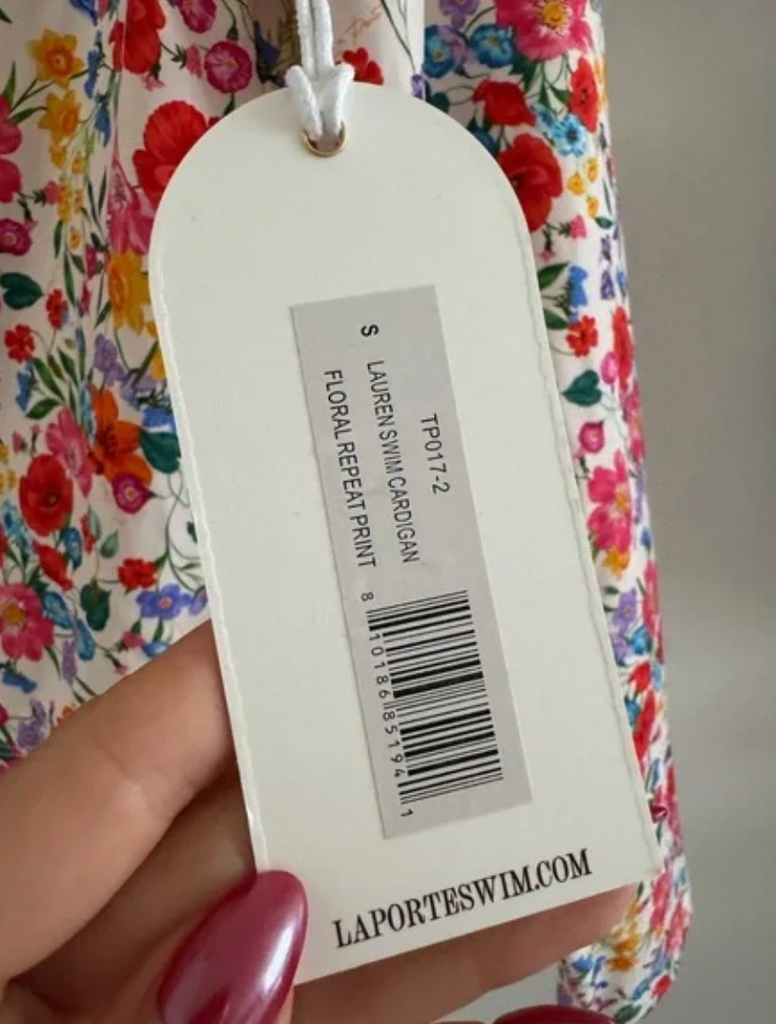 TP017-2
S LAUREN SWIM CARDIGAN
FLORAL REPEAT PRINT
8 10186 85194 1
LAPORTESWIM.COM